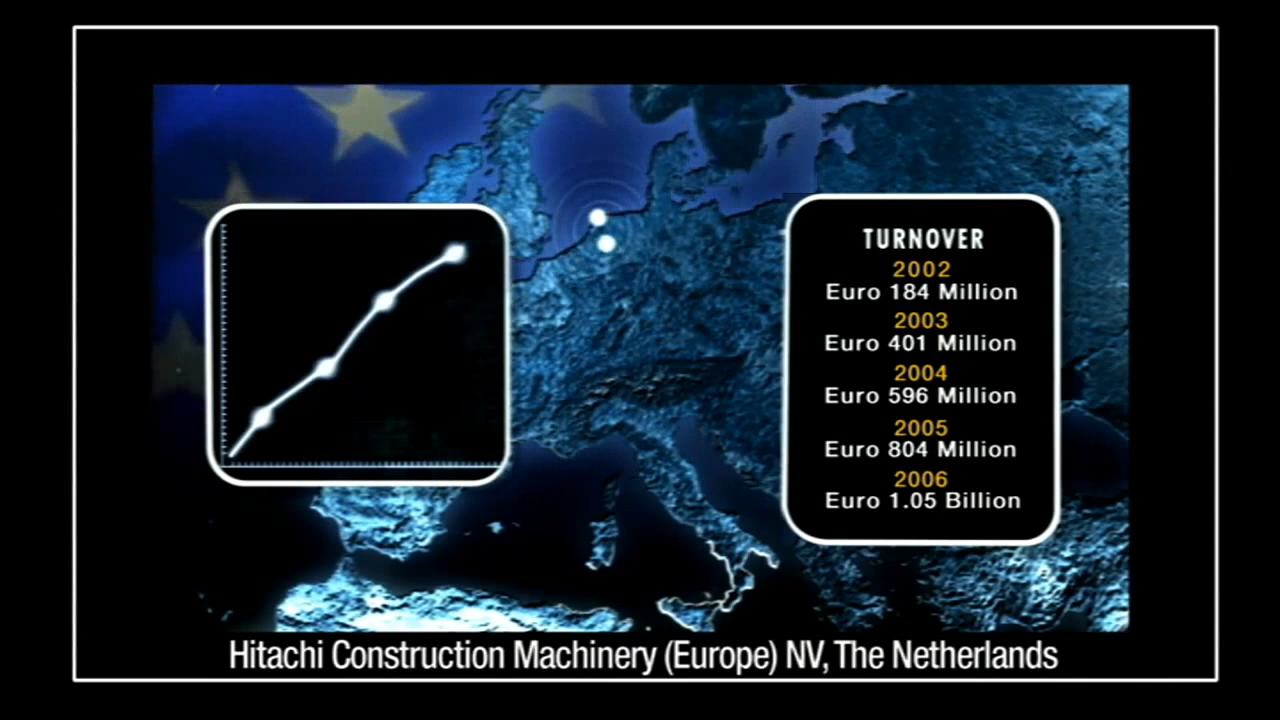 TURNOVER
2002
Euro 184 Million
2003
Euro 401 Million
2004
Euro 596 Million
2005
Euro 804 Million
2006
Euro 1.05 Billion
Hitachi Construction Machinery (Europe) NV, The Netherlands